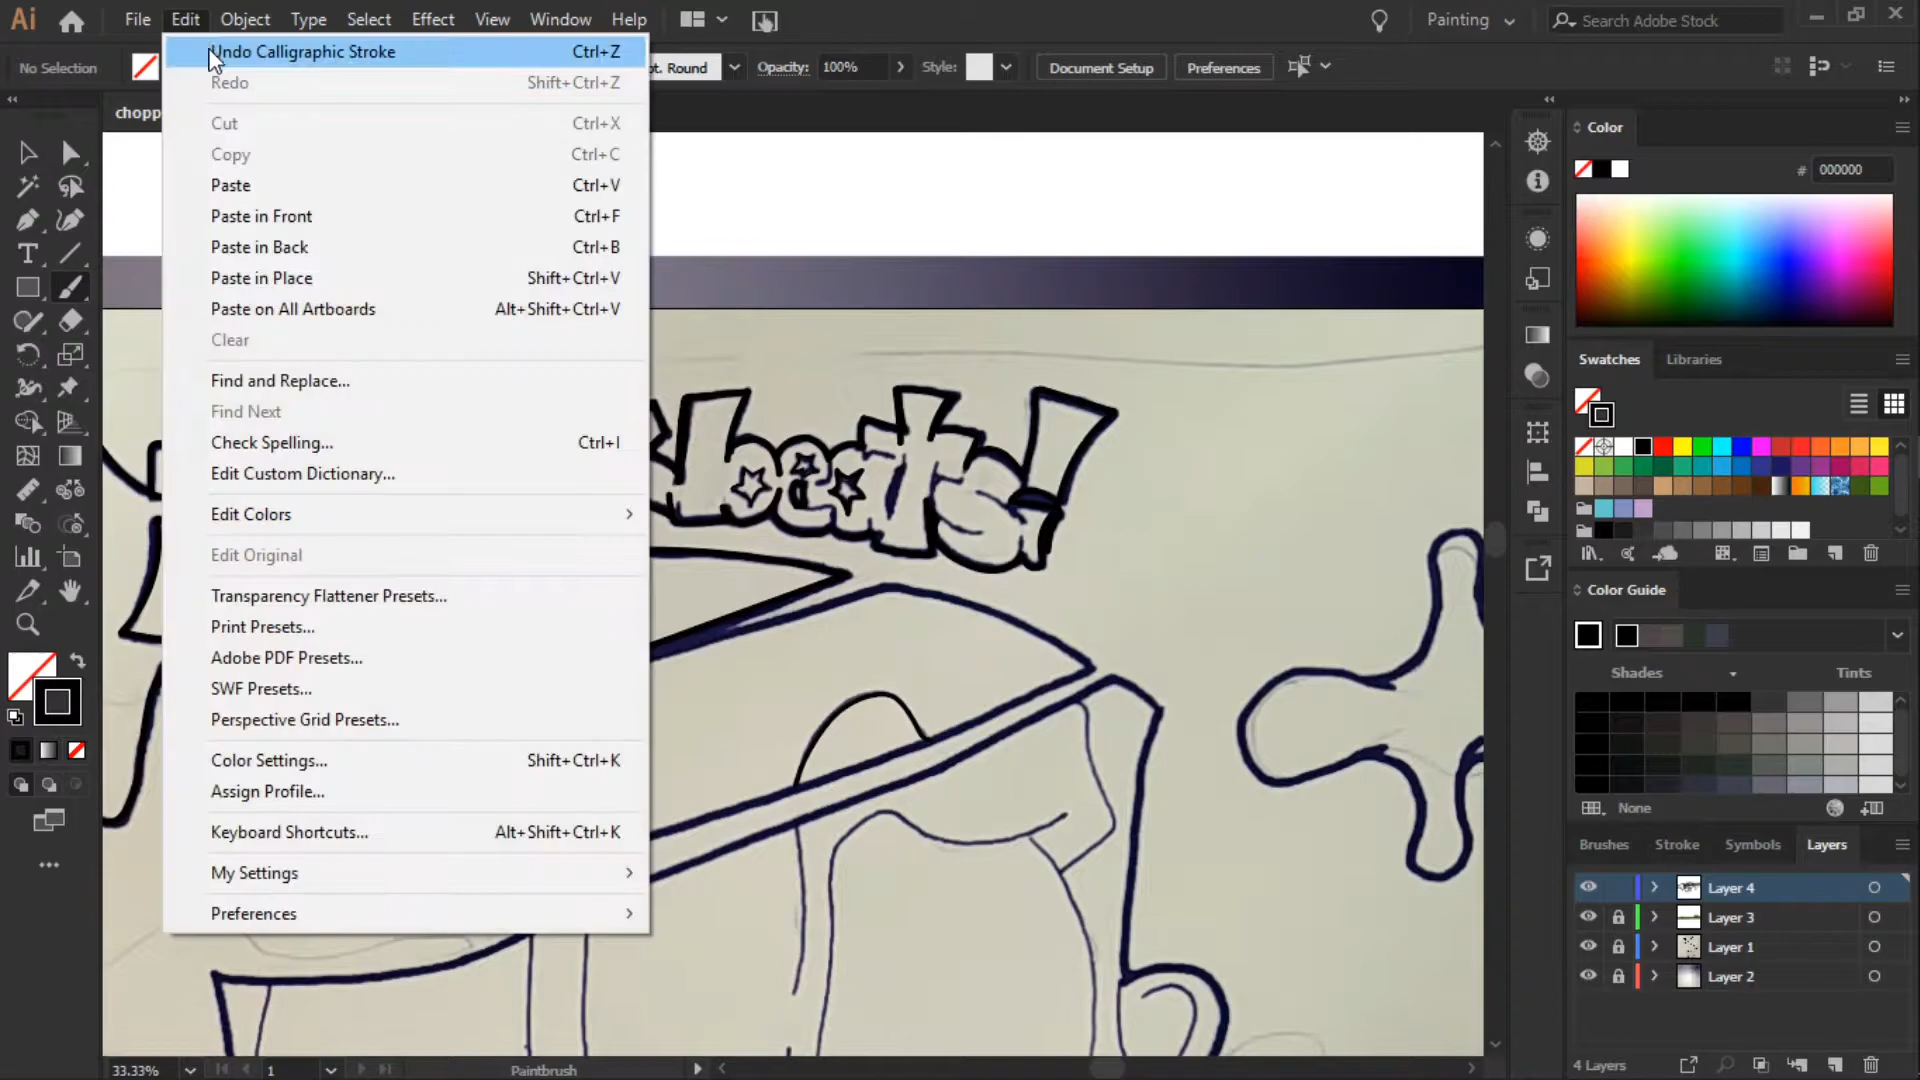 Ai File Edit Object Type Select Effect View Window Help Painting Search Adobe Stock
No Selection pt. Round Opacity: 100% Style: Document Setup Preferences
chopp
Undo Calligraphic Stroke Ctrl+Z
Redo Shift+Ctrl+Z
Cut Ctrl+X
Copy Ctrl+C
Paste Ctrl+V
Paste in Front Ctrl+F
Paste in Back Ctrl+B
Paste in Place Shift+Ctrl+V
Paste on All Artboards Alt+Shift+Ctrl+V
Clear
Find and Replace...
Find Next
Check Spelling... Ctrl+I
Edit Custom Dictionary...
Edit Colors
Edit Original
Transparency Flattener Presets...
Print Presets...
Adobe PDF Presets...
SWF Presets...
Perspective Grid Presets...
Color Settings... Shift+Ctrl+K
Assign Profile...
Keyboard Shortcuts... Alt+Shift+Ctrl+K
My Settings
Preferences
beats!
Color
# 000000
Swatches Libraries
Color Guide
Shades Tints
None
Brushes Stroke Symbols Layers
Layer 4
Layer 3
Layer 1
Layer 2
4 Layers
33.33% 1 Paintbrush